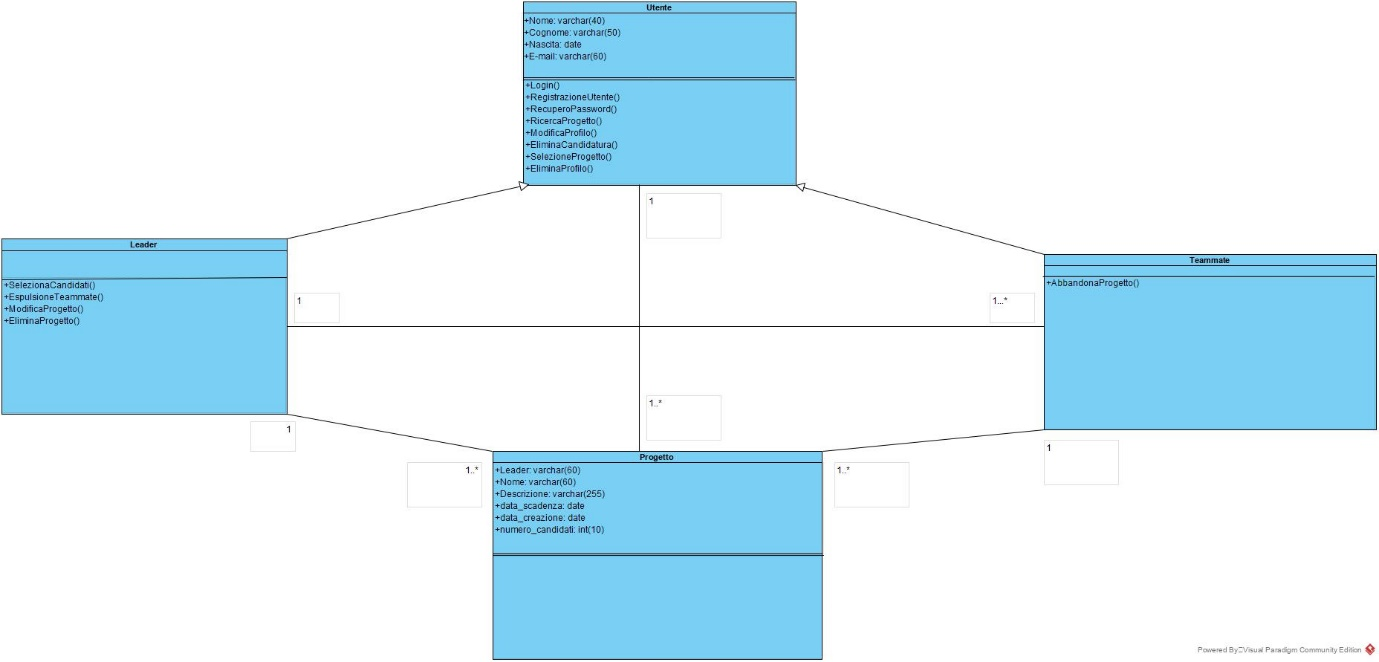 Utente
+Nome: varchar(40)
+Cognome: varchar(50)
+Nascita: date
+E-mail: varchar(60)
+Login()
+RegistrazioneUtente()
+RecuperoPassword()
+RicercaProgetto()
+ModificaProfilo()
+EliminaCandidatura()
+SelezioneProgetto()
+EliminaProfilo()
1
Leader
+SelezionaCandidati()
+EspulsioneTeammate()
+ModificaProgetto()
+EliminaProgetto()
1
Teammate
+AbbandonaProgetto()
1...*
1..*
1
1..*
Progetto
+Leader: varchar(60)
+Nome: varchar(60)
+Descrizione: varchar(255)
+data_scadenza: date
+data_creazione: date
+numero_candidati: int(10)
1..*
1
Powered By Visual Paradigm Community Edition